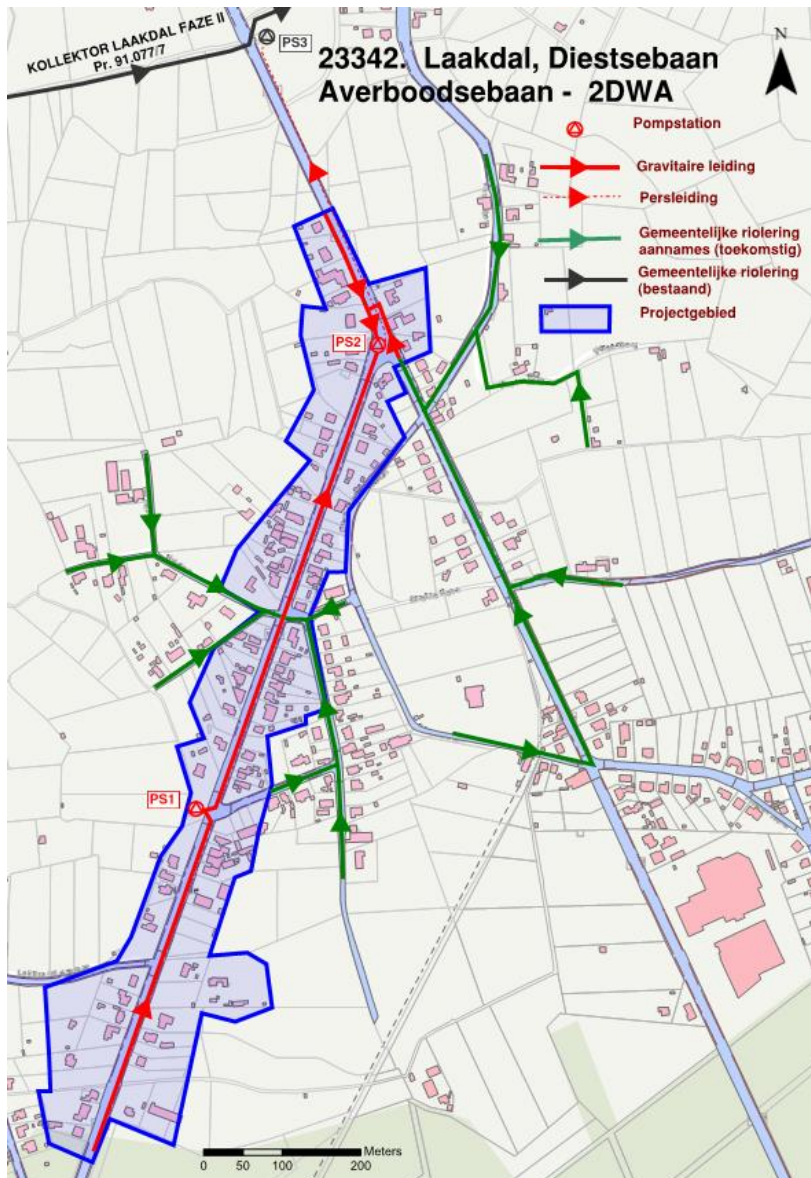 KOLLEKTOR LAAKDAL FAZE II
Pr. 91.077/7
PS3
23342. Laakdal, Diestsebaan
Averboodsebaan - 2DWA
N
Pompstation
Gravitaire leiding
Persleiding
Gemeentelijke riolering
aannames (toekomstig)
Gemeentelijke riolering
(bestaand)
Projectgebied
PS2
PS1
Meters
0 50 100 200